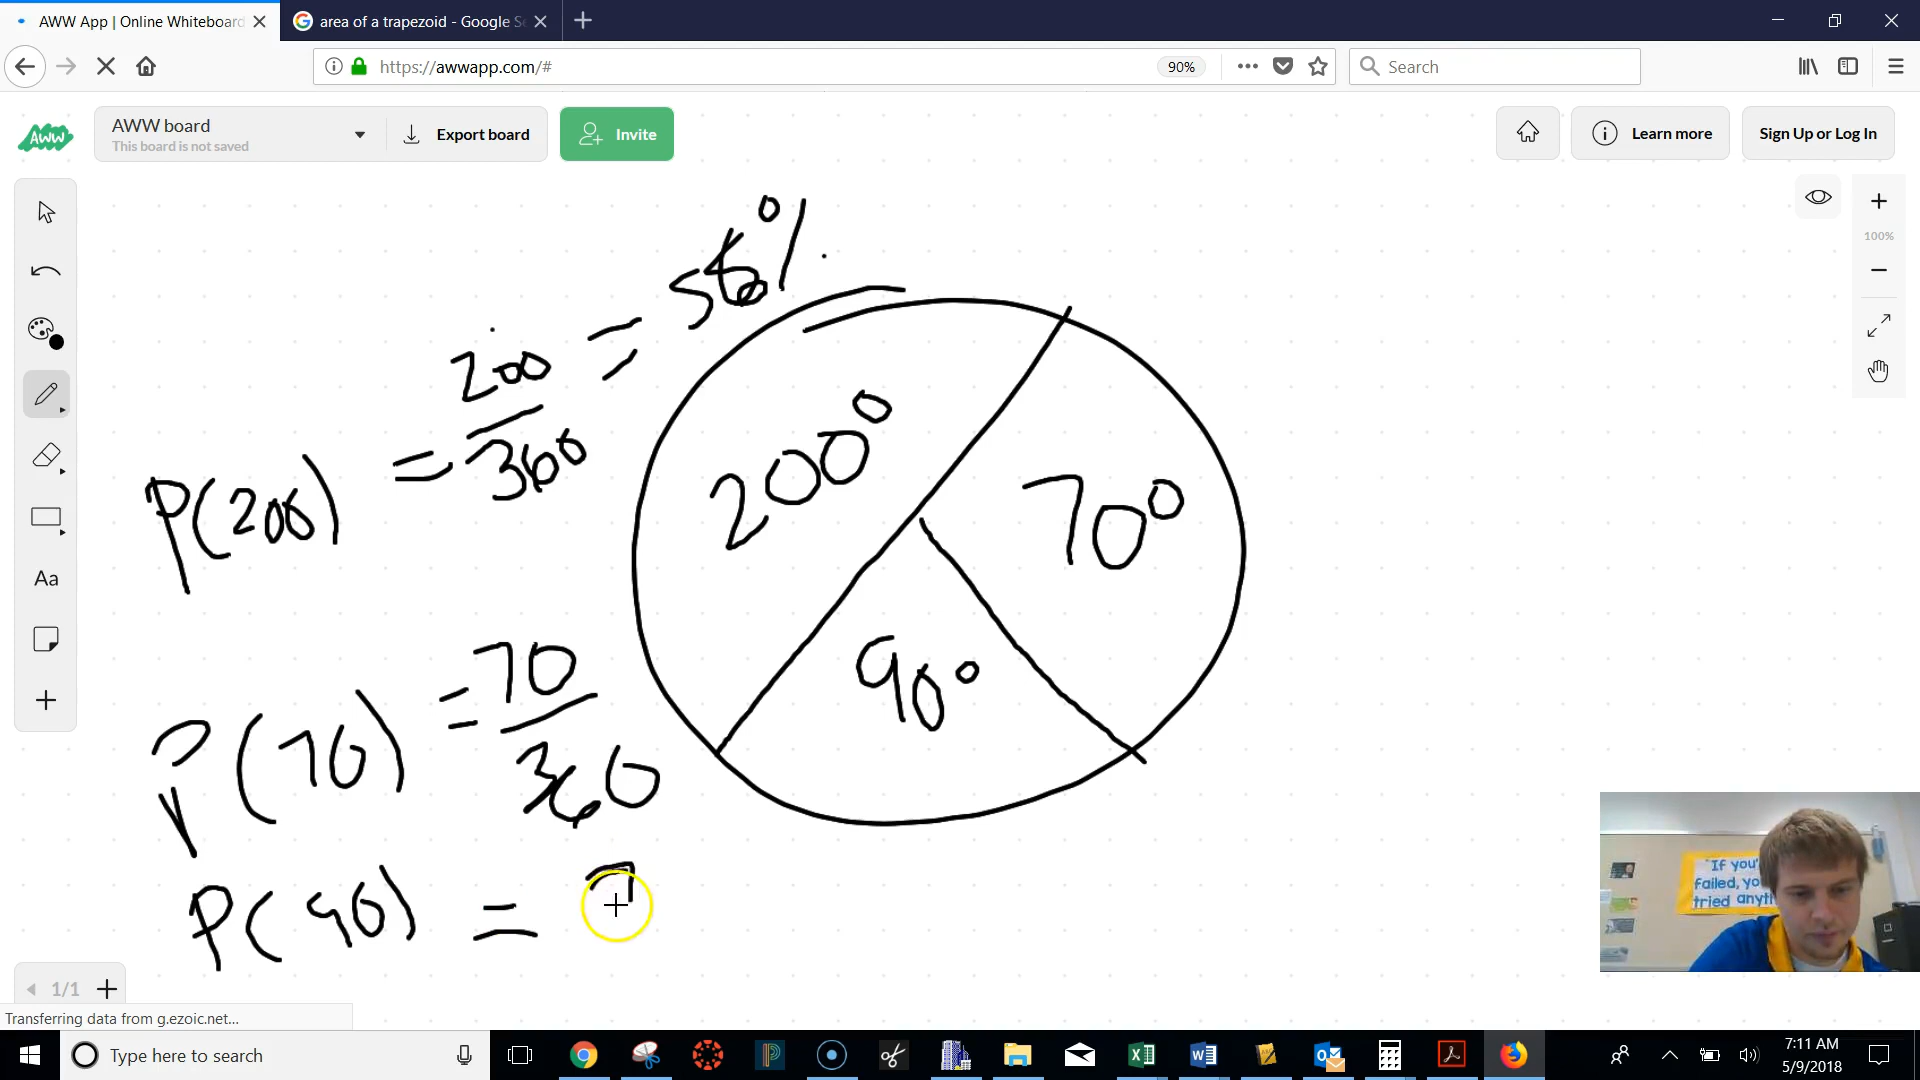 AWW App | Online Whiteboard
area of a trapezoid - Google Se
https://awwapp.com/#
90%
Search
AWW
AWW board
This board is not saved
Export board
Invite
Learn more
Sign Up or Log In
100%
Aa
56%
200
360
=
=
P(200)
200°
70°
90°
P(70) = 70
360
P(90) =
"If you
failed, yo
tried anyth
1/1
Transferring data from g.ezoic.net...
Type here to search
7:11 AM
5/9/2018